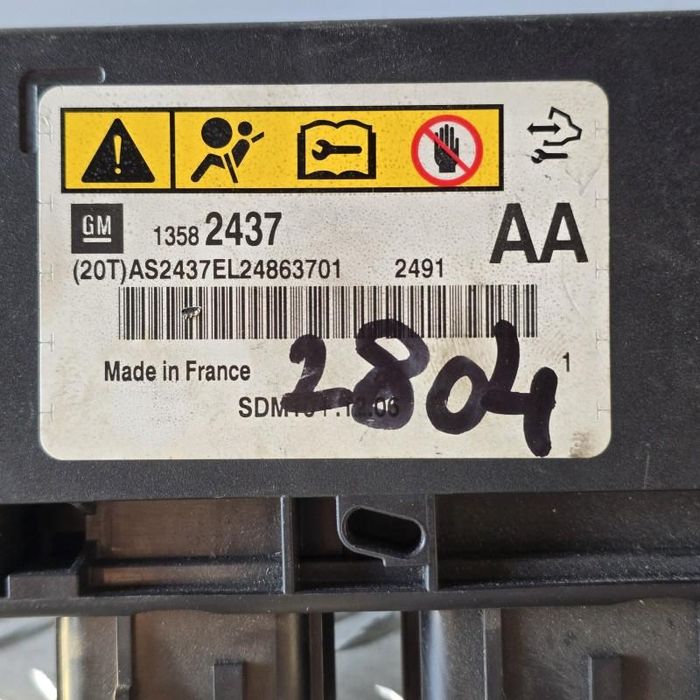 GM 1358 2437 AA
(20T)AS2437EL24863701 2491
Made in France 2804 1